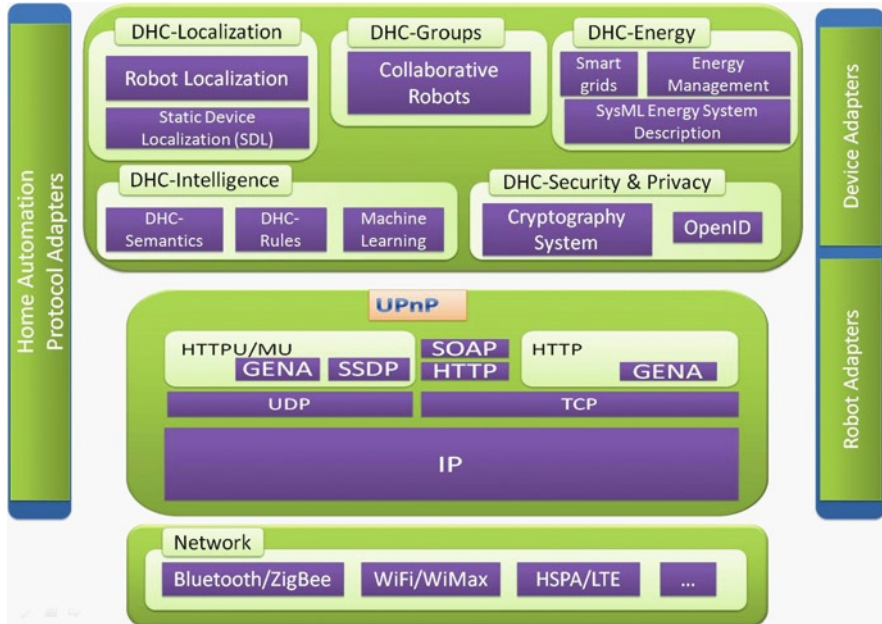 DHC-Localization
Robot Localization
Static Device
Localization (SDL)
DHC-Groups
Collaborative
Robots
DHC-Energy
Smart
grids
Energy
Management
SysML Energy System
Description
DHC-Intelligence
DHC-
Semantics
DHC-
Rules
Machine
Learning
DHC-Security & Privacy
Cryptography
System
OpenID
Home Automation
Protocol Adapters
Device Adapters
Robot Adapters
UPnP
HTTPU/MU
GENA
SSDP
SOAP
HTTP
HTTP
GENA
UDP
TCP
IP
Network
Bluetooth/ZigBee
WiFi/WiMax
HSPA/LTE
...